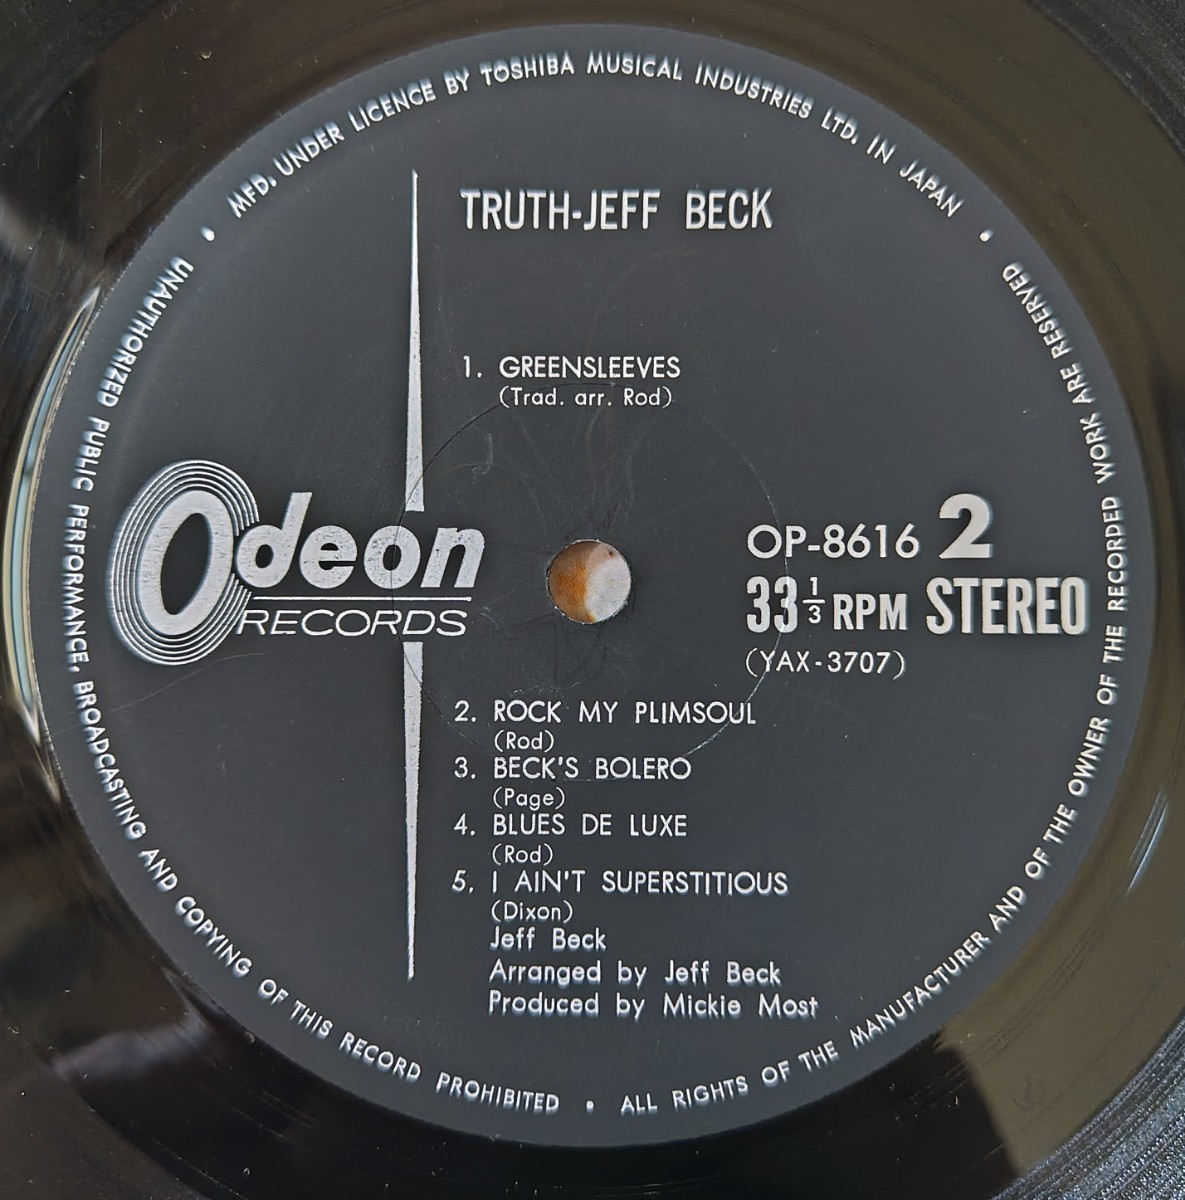 MFD. UNDER LICENCE BY TOSHIBA MUSICAL INDUSTRIES LTD. IN JAPAN •
TRUTH-JEFF BECK
1. GREENSLEEVES
(Trad. arr. Rod)
Odeon
RECORDS
OP-8616 2
33 1/3 RPM STEREO
(YAX-3707)
2. ROCK MY PLIMSOUL
(Rod)
3. BECK'S BOLERO
(Page)
4. BLUES DE LUXE
(Rod)
5. I AIN'T SUPERSTITIOUS
(Dixon)
Jeff Beck
Arranged by Jeff Beck
Produced by Mickie Most
• UNAUTHORIZED PUBLIC PERFORMANCE, BROADCASTING AND COPYING OF THIS RECORD PROHIBITED • ALL RIGHTS OF THE MANUFACTURER AND OF THE OWNER OF THE RECORDED WORK ARE RESERVED